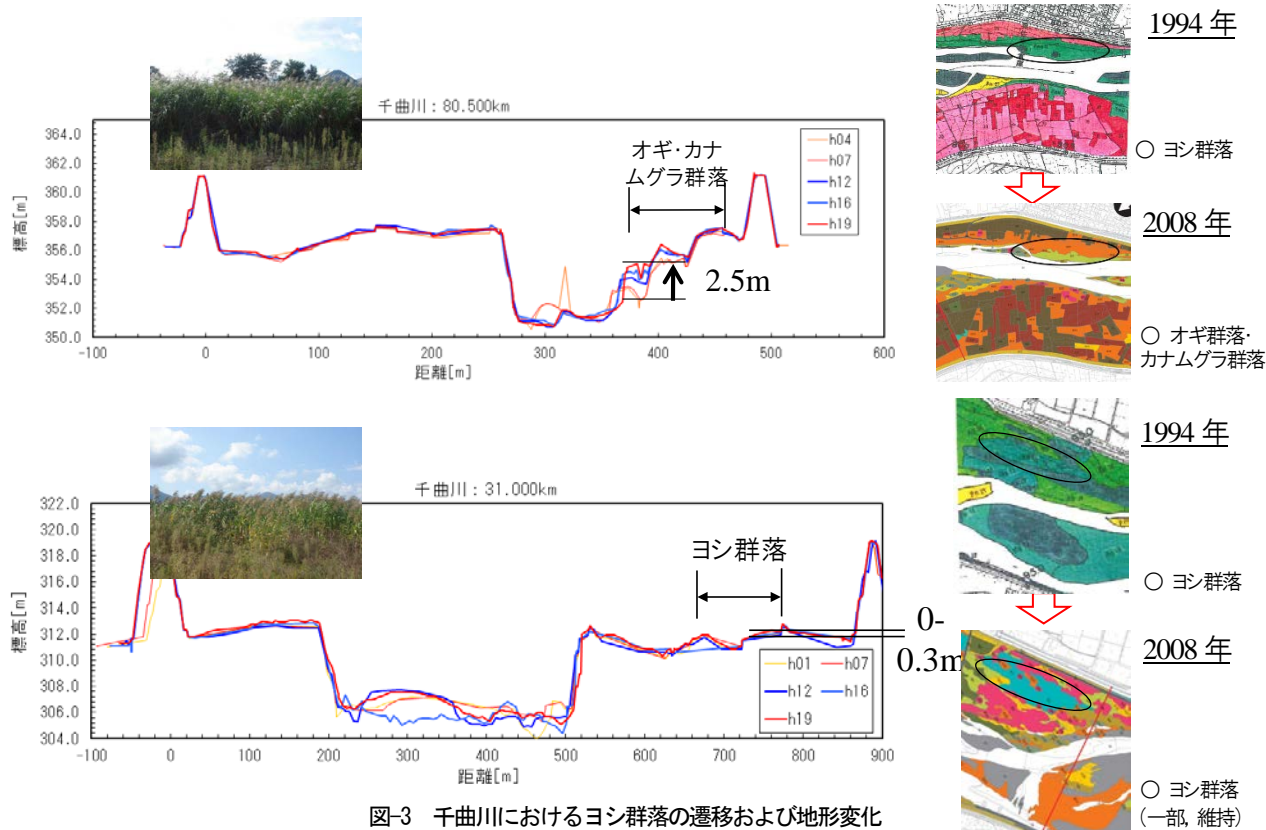 千曲川：80.500km
364.0
362.0
360.0
358.0
356.0
354.0
352.0
350.0
標高[m]
-100
0
100
200
300
400
500
600
距離[m]
オギ・カナ
ムグラ群落
2.5m
h04
h07
h12
h16
h19
1994 年
○ ヨシ群落
2008 年
○ オギ群落・
カナムグラ群落
千曲川：31.000km
322.0
320.0
318.0
316.0
314.0
312.0
310.0
308.0
306.0
304.0
標高[m]
-100
0
100
200
300
400
500
600
700
800
900
距離[m]
ヨシ群落
0-
0.3m
h01
h07
h12
h16
h19
1994 年
○ ヨシ群落
2008 年
○ ヨシ群落
（一部, 維持）
図-3 千曲川におけるヨシ群落の遷移および地形変化